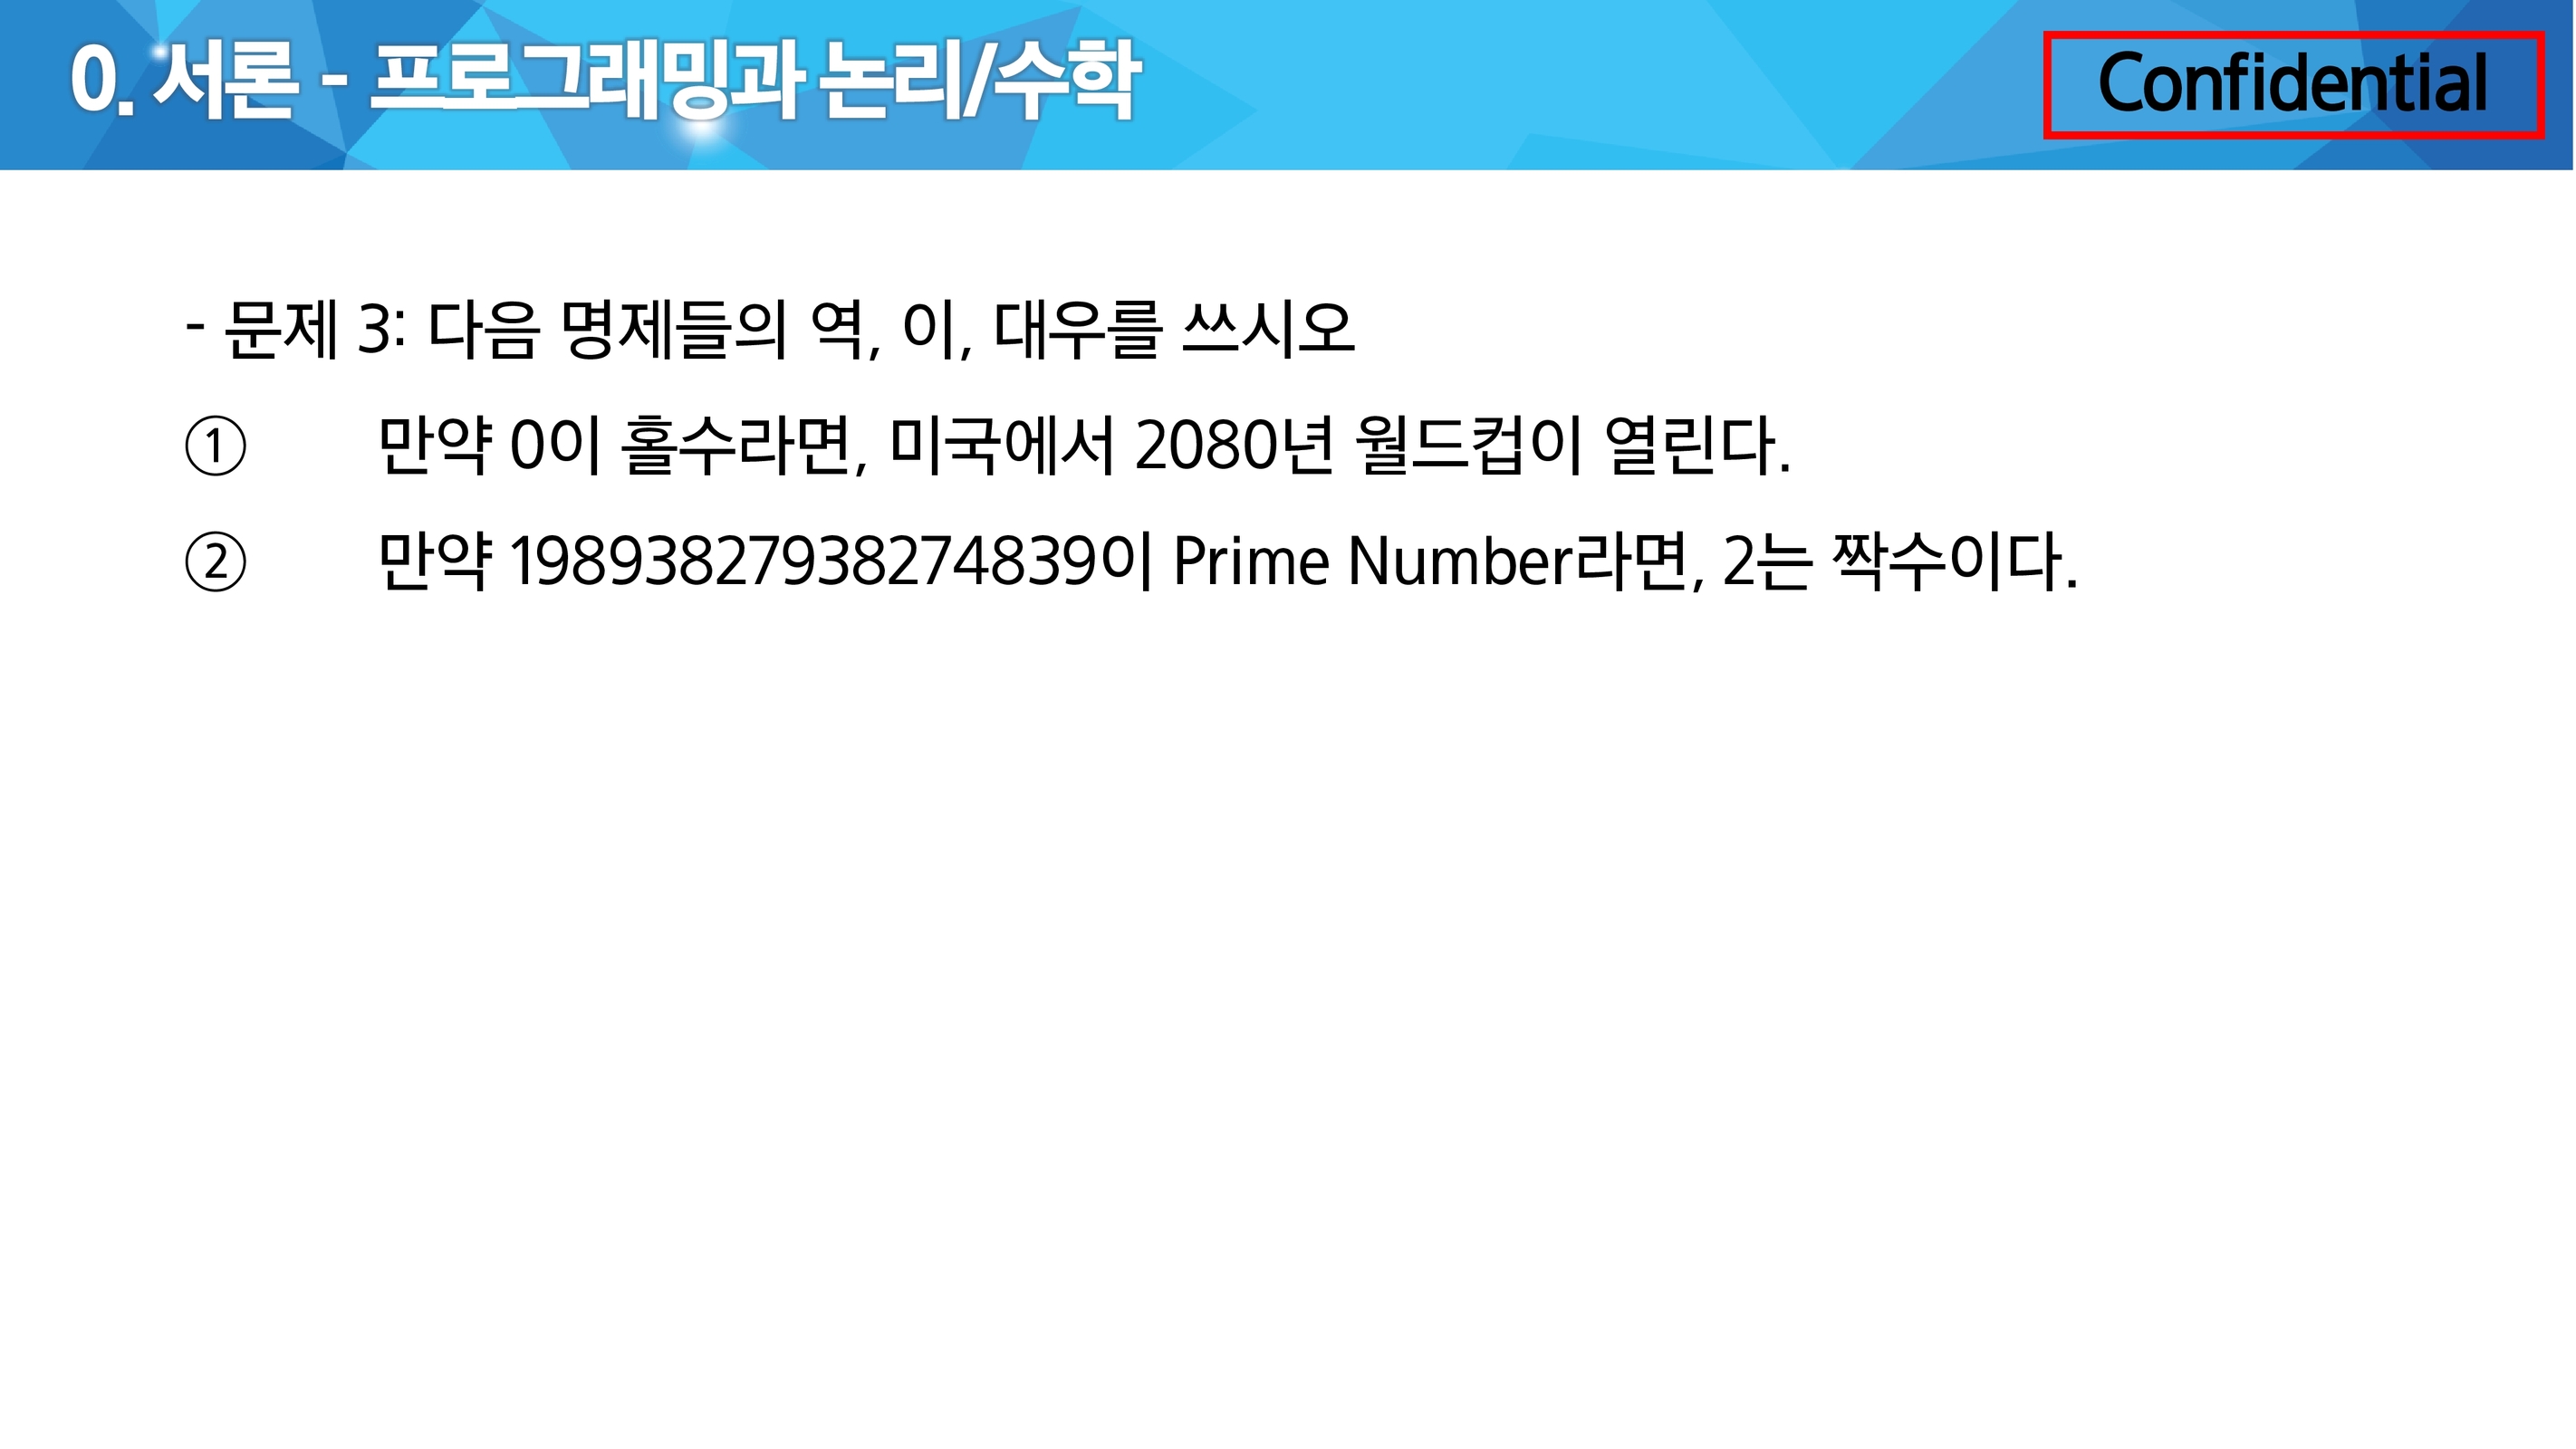 0. 서론 - 프로그래밍과 논리/수학
Confidential
- 문제 3: 다음 명제들의 역, 이, 대우를 쓰시오
① 만약 0이 홀수라면, 미국에서 2080년 월드컵이 열린다.
② 만약 19893827938274839이 Prime Number라면, 2는 짝수이다.